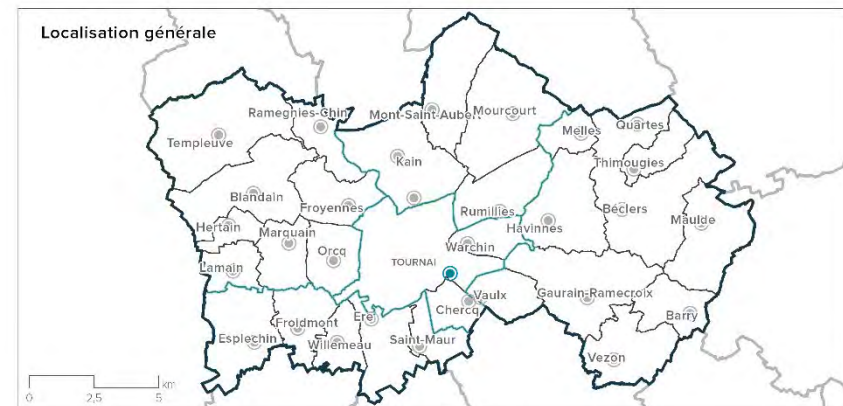 Localisation générale
Ramegnies-Chin
Mont-Saint-Aubert
Mourcourt
Quartes
Melles
Templeuve
Kain
Thimougies
Blandain
Froyennes
Rumillies
Béclers
Maulde
Hertain
Marquain
Havinnes
Orcq
Warchin
Lamain
TOURNAI
Vaulx
Gaurain-Ramecroix
Chercq
Barry
Froidmont
Ere
Esplechin
Willemeau
Saint-Maur
Vezon
km
0 2,5 5